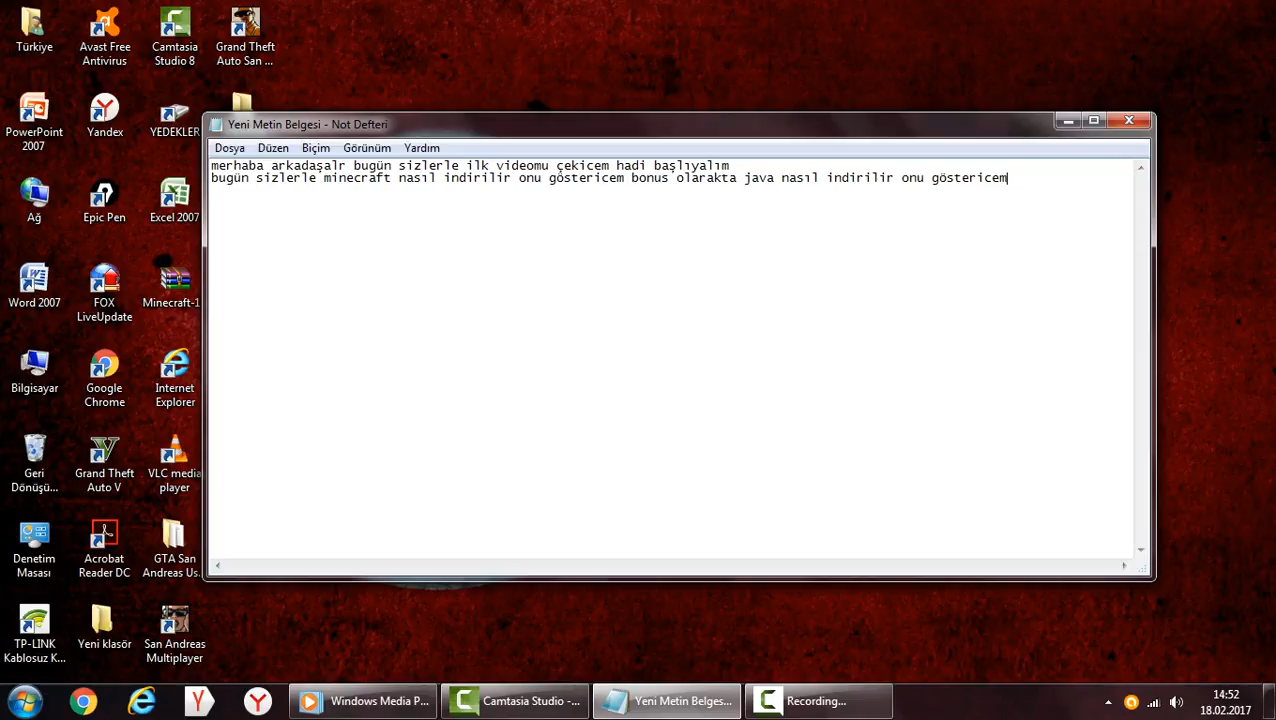 Türkiye
Avast Free
Antivirus
Camtasia
Studio 8
Grand Theft
Auto San ...
PowerPoint
2007
Yandex
YEDEKLER
Ağ
Epic Pen
Excel 2007
Word 2007
FOX
LiveUpdate
Minecraft-1
Bilgisayar
Google
Chrome
Internet
Explorer
Geri
Dönüşü...
Grand Theft
Auto V
VLC media
player
Denetim
Masası
Acrobat
Reader DC
GTA San
Andreas Us...
TP-LINK
Kablosuz K...
Yeni klasör
San Andreas
Multiplayer
Yeni Metin Belgesi - Not Defteri
Dosya Düzen Biçim Görünüm Yardım
merhaba arkadaşalr bugün sizlerle ilk videomu çekicem hadi başlıyalım
bugün sizlerle minecraft nasıl indirilir onu göstericem bonus olarakta java nasıl indirilir onu göstericem
Windows Media P...
Camtasia Studio -...
Yeni Metin Belges...
Recording...
14:52
18.02.2017